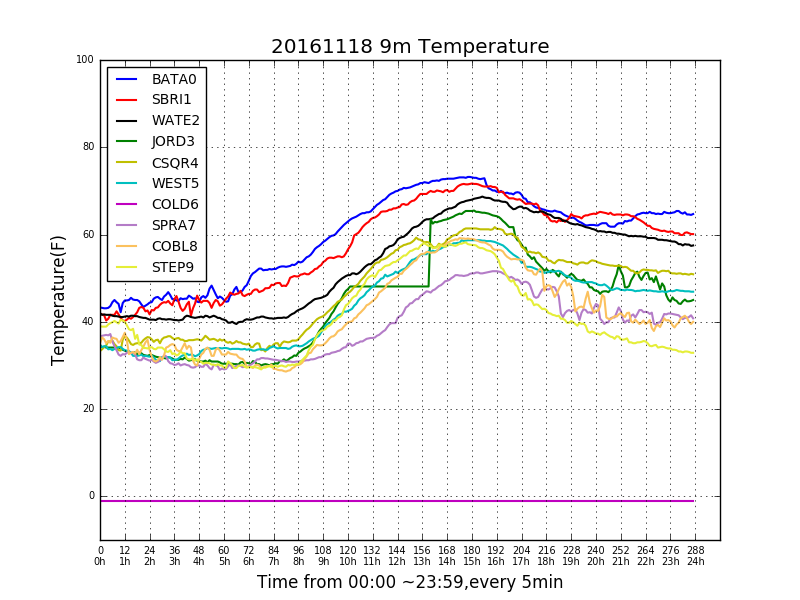 20161118 9m Temperature
100
80
60
40
20
0
Temperature(F)
BATA0
SBRI1
WATE2
JORD3
CSQR4
WEST5
COLD6
SPRA7
COBL8
STEP9
0 12 24 36 48 60 72 84 96 108 120 132 144 156 168 180 192 204 216 228 240 252 264 276 288
0h 1h 2h 3h 4h 5h 6h 7h 8h 9h 10h 11h 12h 13h 14h 15h 16h 17h 18h 19h 20h 21h 22h 23h 24h
Time from 00:00 ~23:59,every 5min